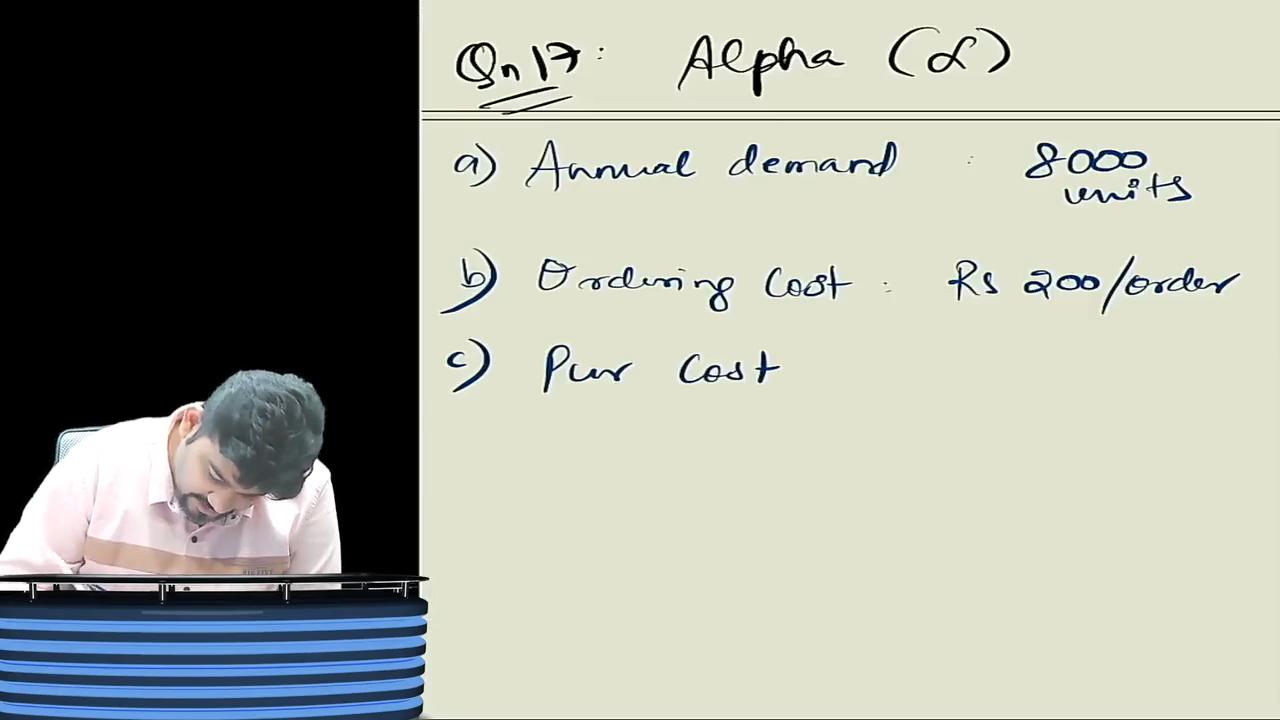 Qn 17: Alpha (α)
a) Annual demand : 8000
units
b) Ordering Cost : Rs 200/order
c) Pur Cost